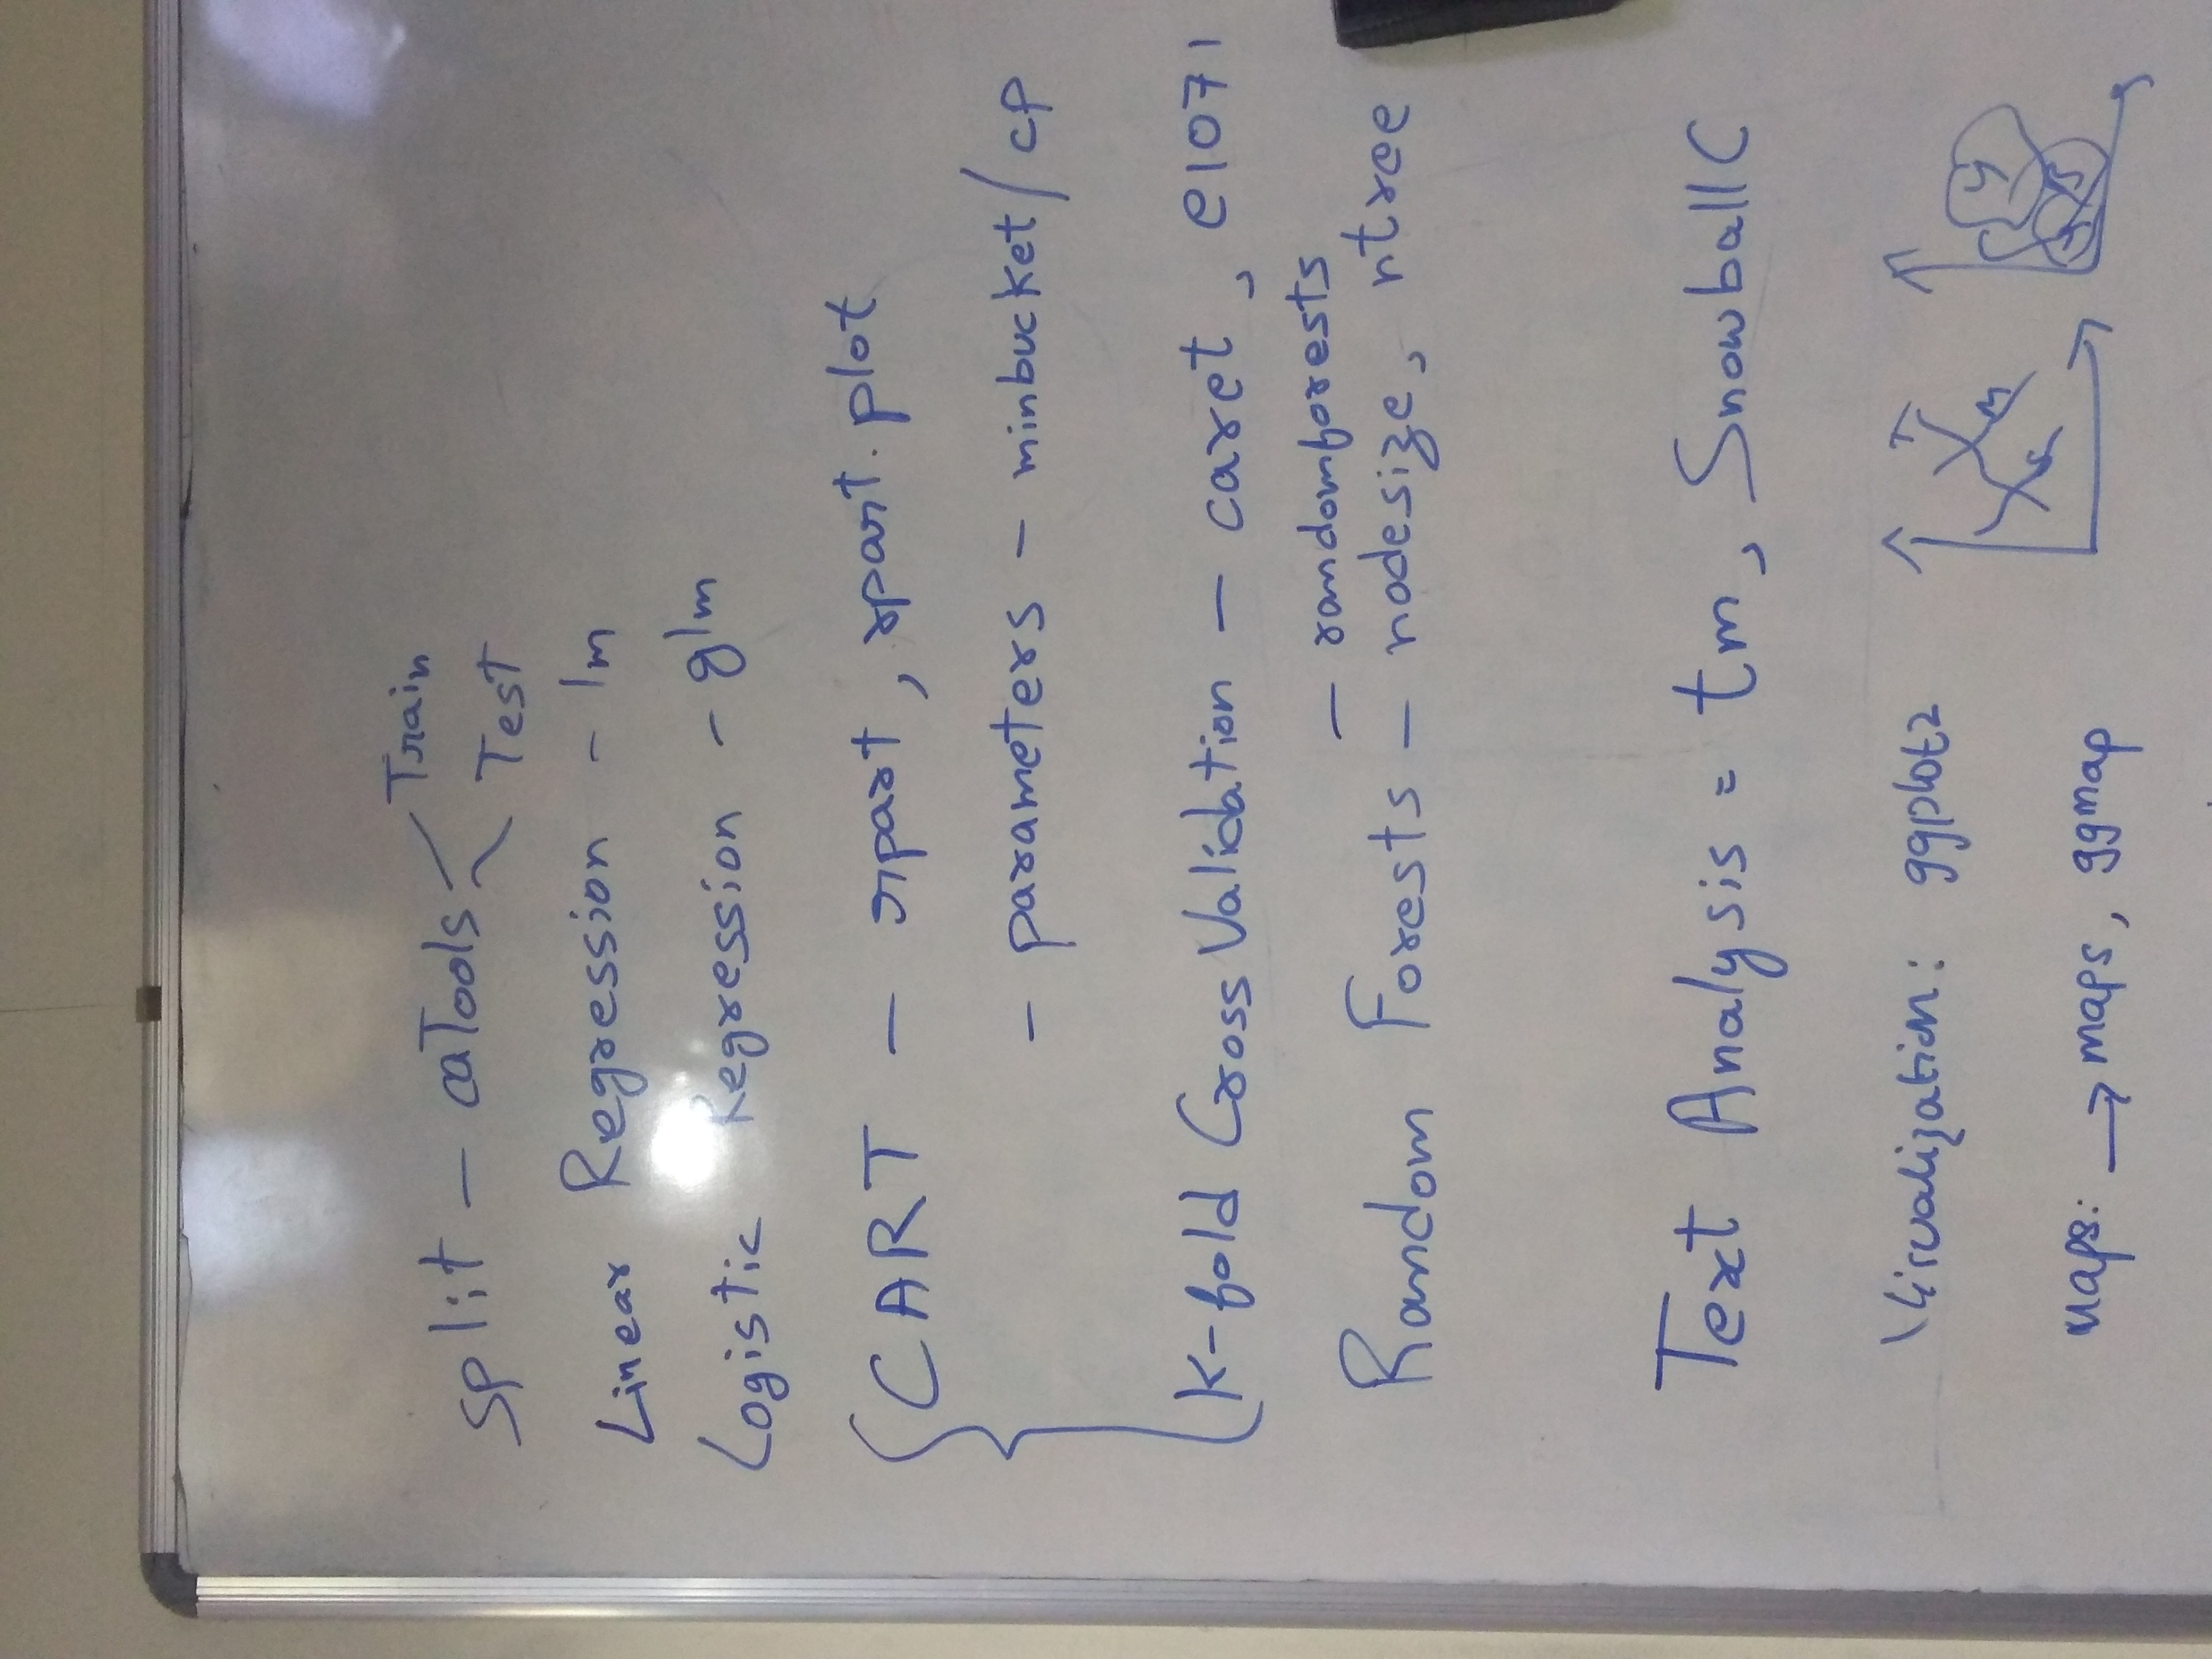 split - caTools Train
Test
Linear Regression - lm
Logistic Regression - glm
CART - rpart, rpart.plot
- parameters - minbucket/cp
K-fold Cross Validation - caret, e1071
- randomforests
Random Forests - nodesize, ntree
Text Analysis = tm, SnowballC
Visualization: ggplot2
Maps: → maps, ggmap